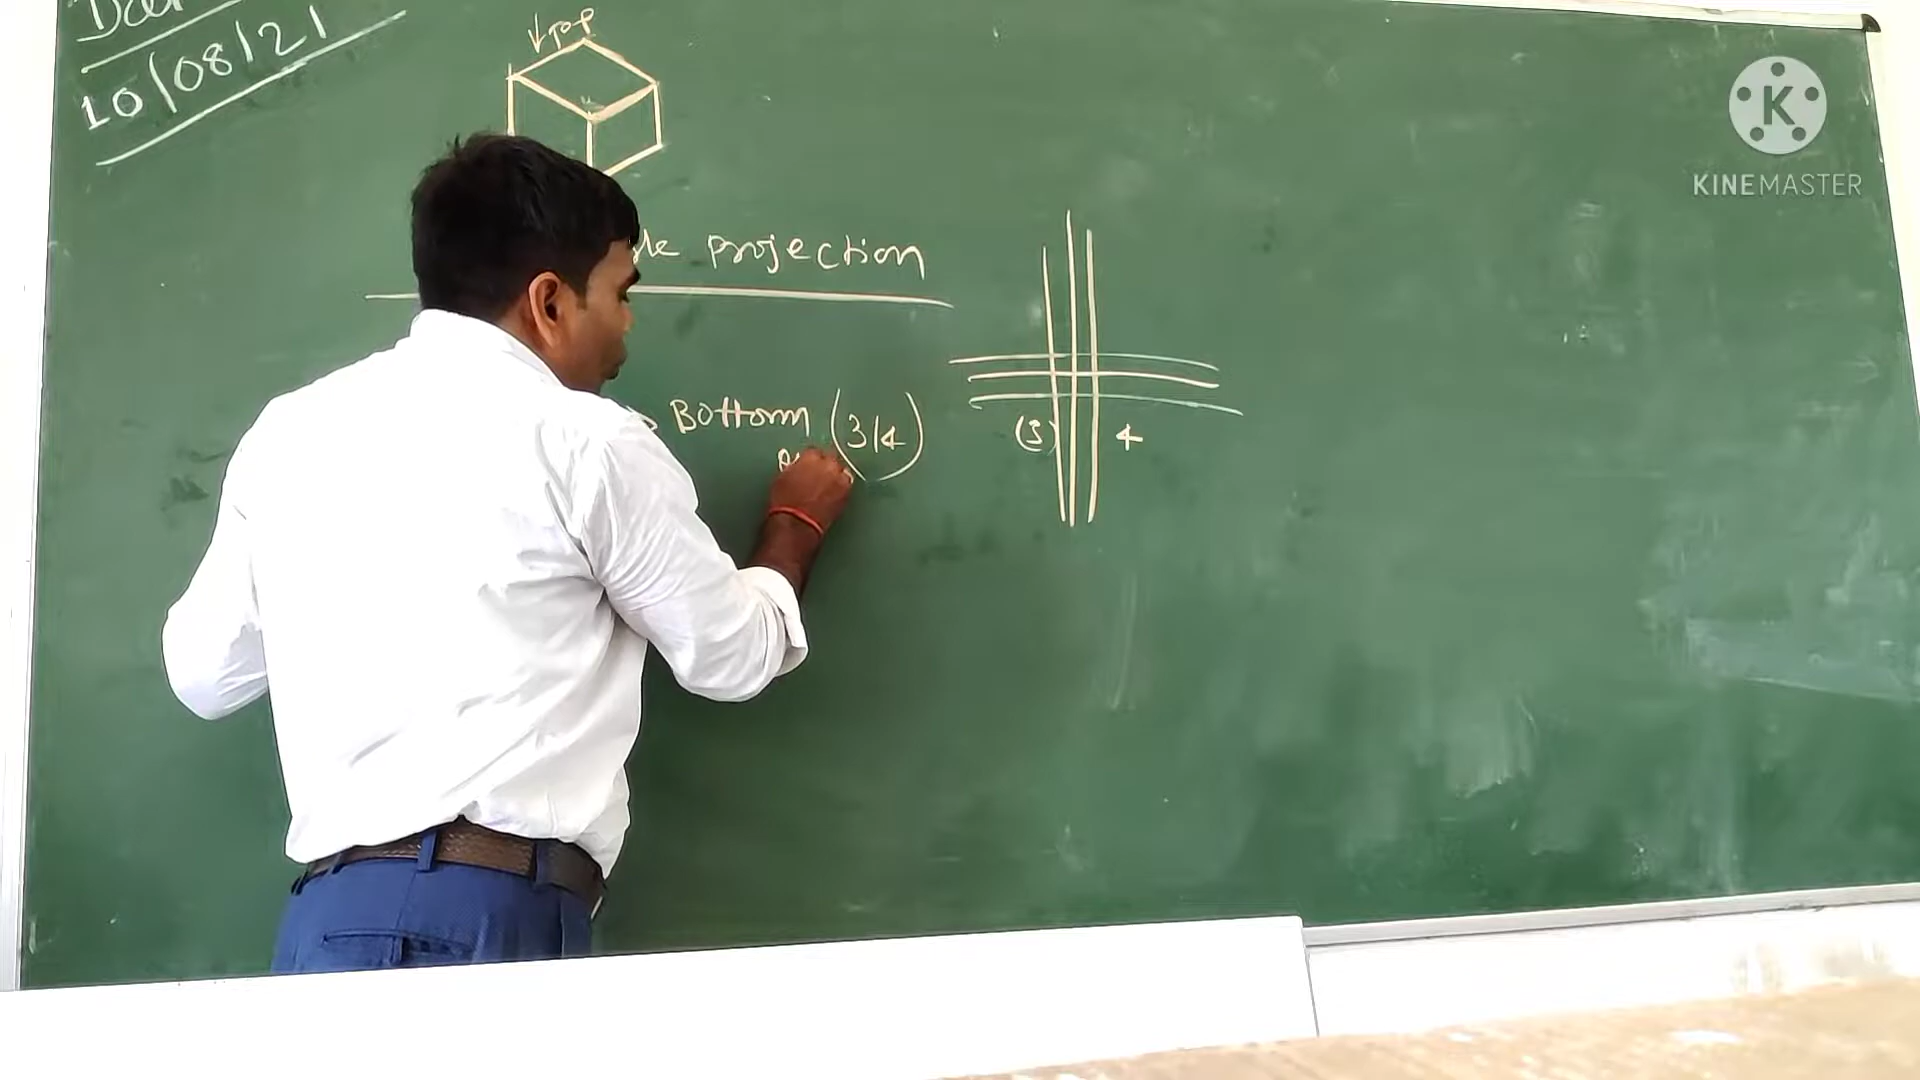 10/08/21
↓ TOP
projection
Bottom (3/4)
(3) 4
K
KINEMASTER